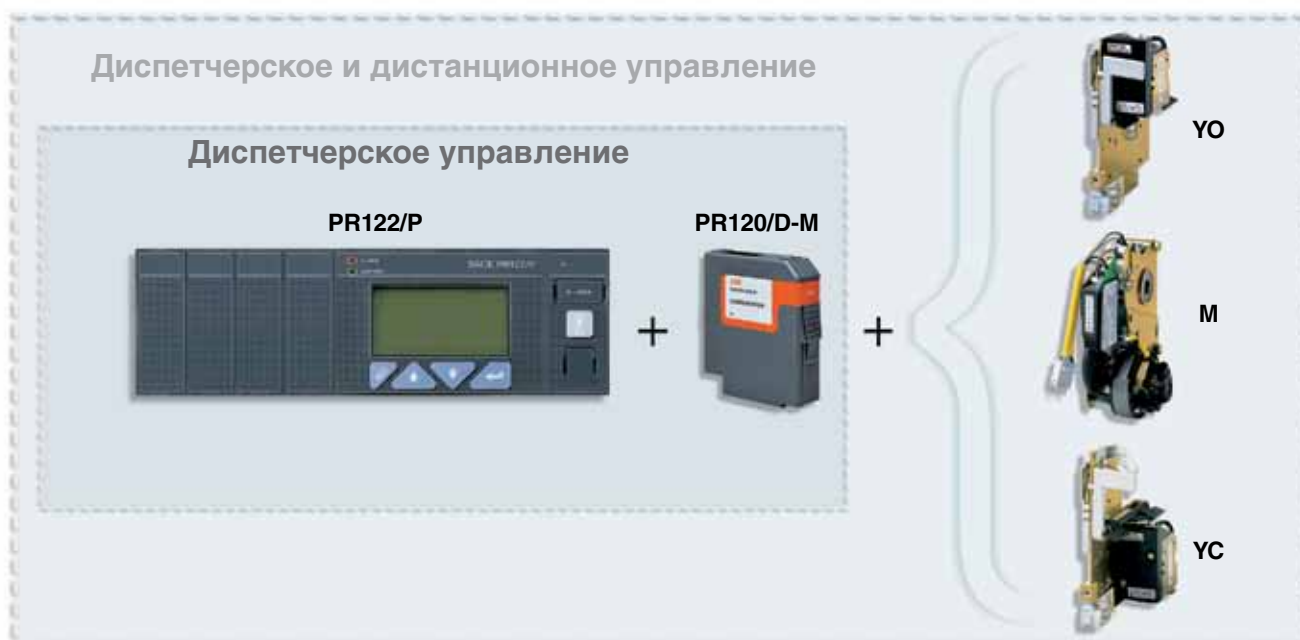 Диспетчерское и дистанционное управление
Диспетчерское управление
PR122/P
PR120/D-M
YO
M
YC